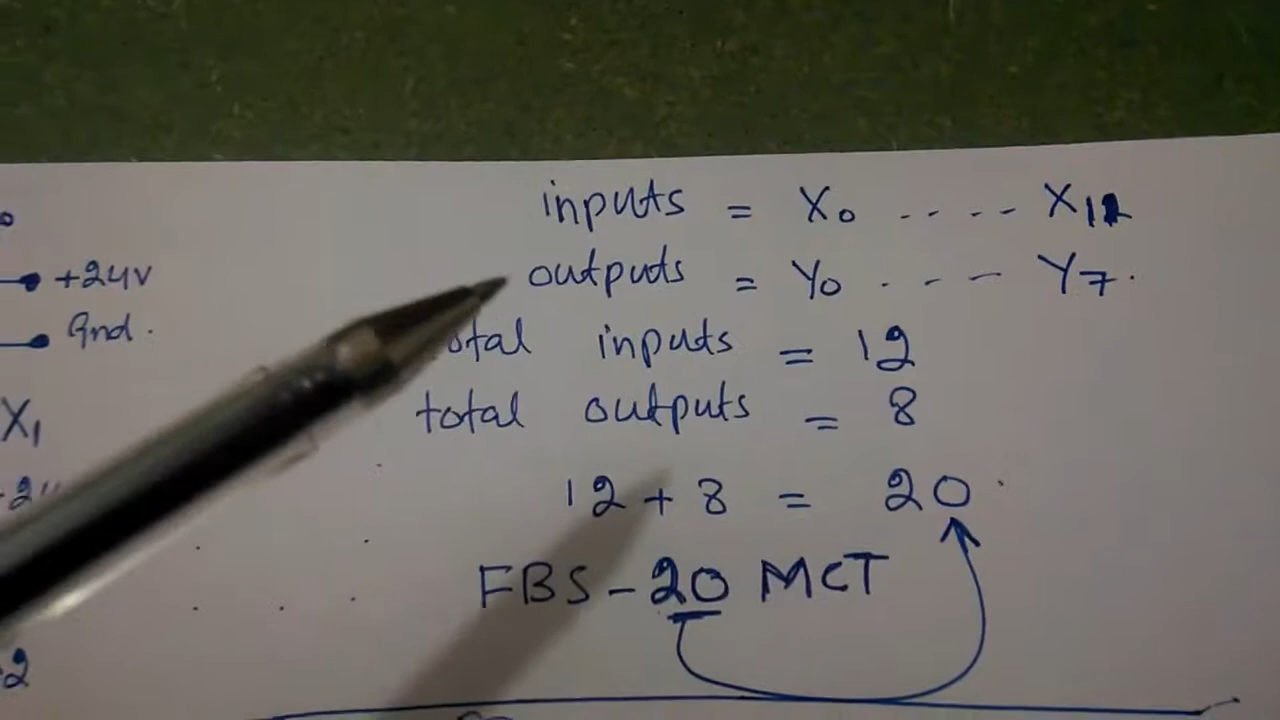 inputs = X0 .... X12
outputs = Y0 . - - Y7.
total inputs = 12
total outputs = 8
12 + 8 = 20
FBS-20 MCT
+24V
Gnd.
X1